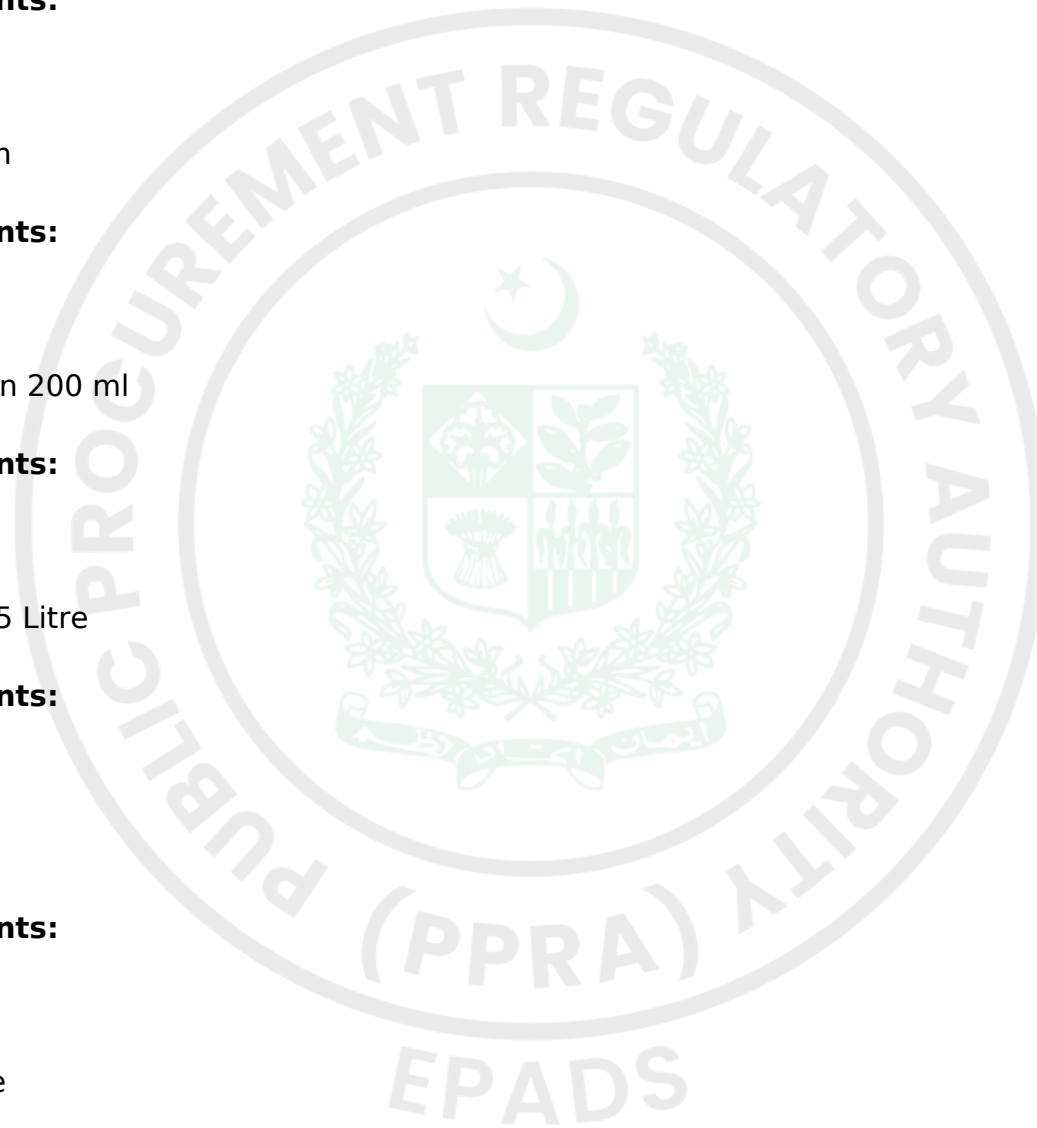 nts:
n
nts:
n 200 ml
nts:
5 Litre
nts:
nts:
e
PUBLIC PROCUREMENT REGULATORY AUTHORITY
(PPRA)
EPADS